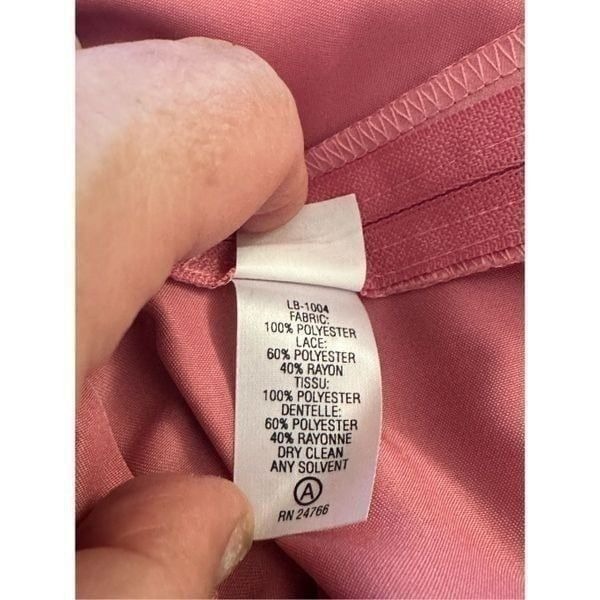 LB-1004
FABRIC:
100% POLYESTER
LACE:
60% POLYESTER
40% RAYON
TISSU:
100% POLYESTER
DENTELLE:
60% POLYESTER
40% RAYONNE
DRY CLEAN
ANY SOLVENT
A
RN 24766